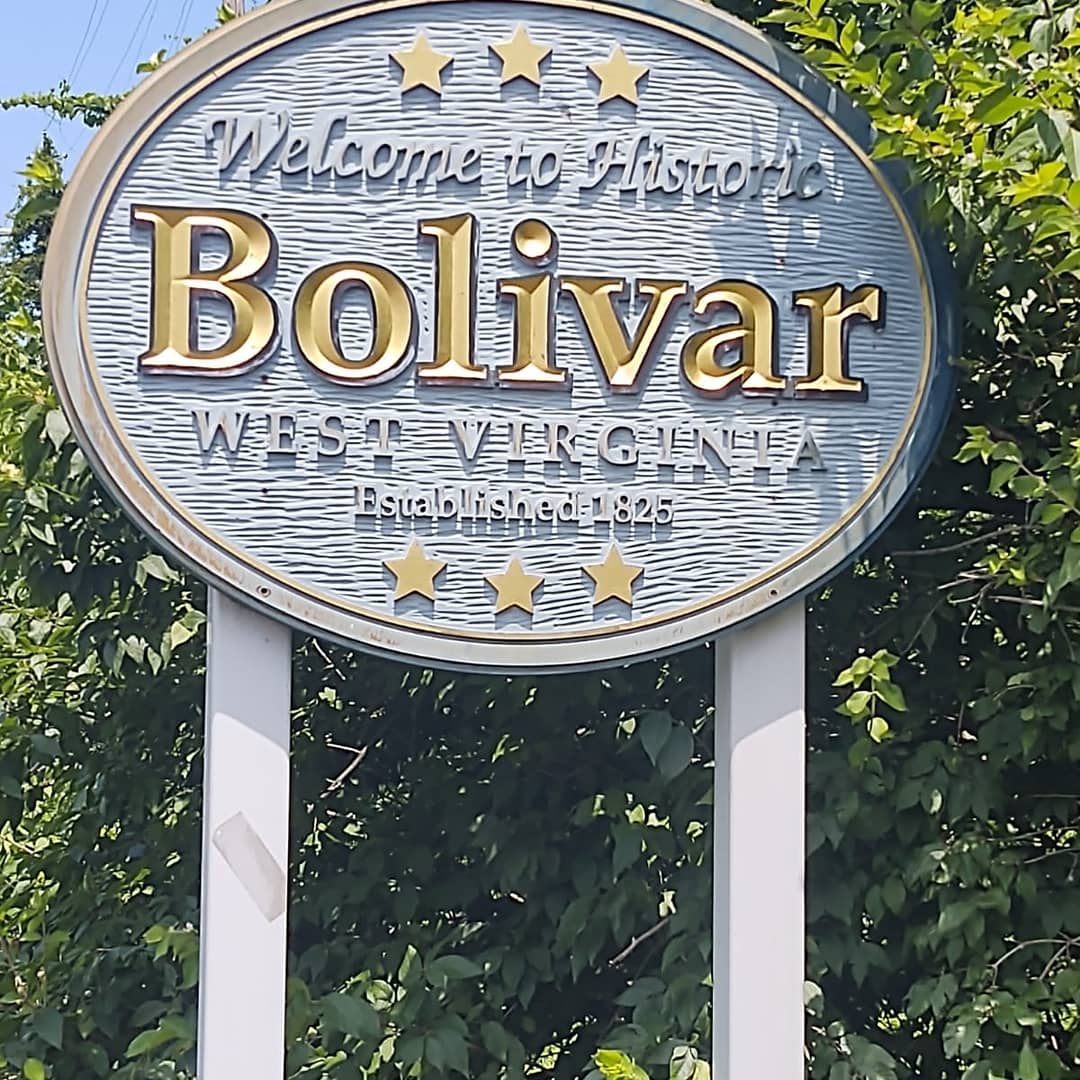 Welcome to Historic
Bolivar
WEST VIRGINIA
Established 1825